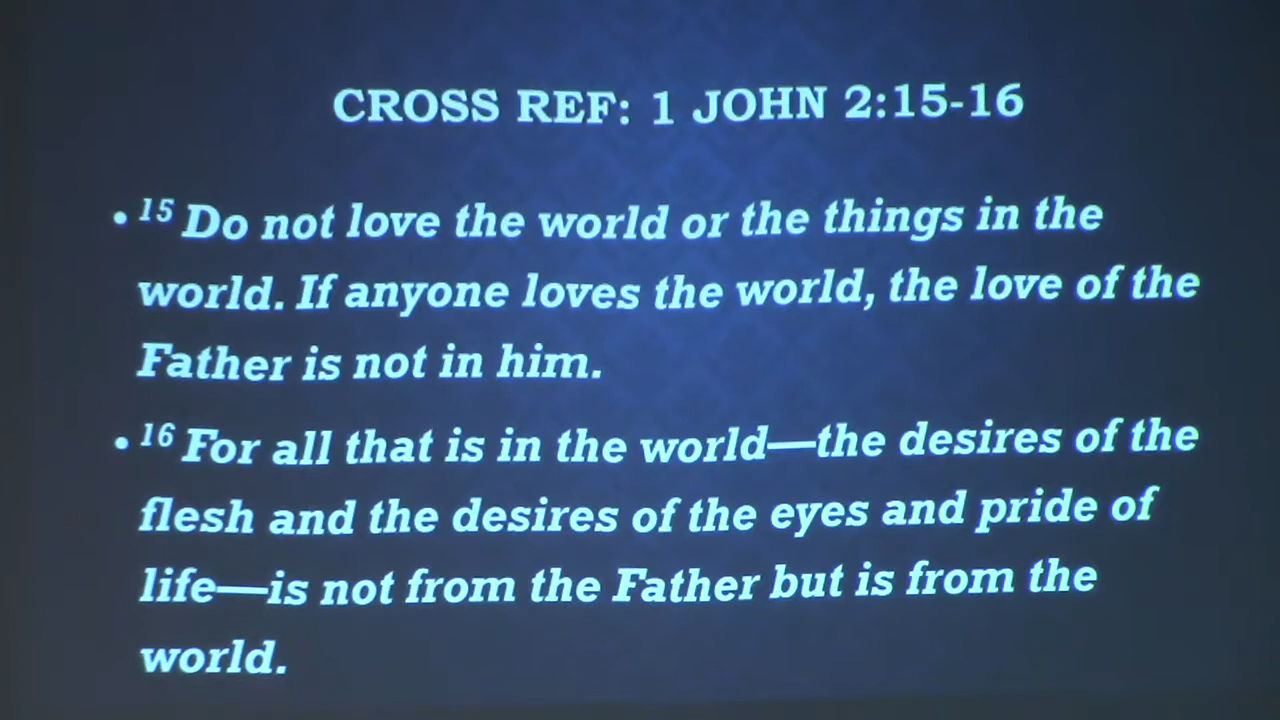 CROSS REF: 1 JOHN 2:15-16
• 15 Do not love the world or the things in the
world. If anyone loves the world, the love of the
Father is not in him.
• 16 For all that is in the world—the desires of the
flesh and the desires of the eyes and pride of
life—is not from the Father but is from the
world.